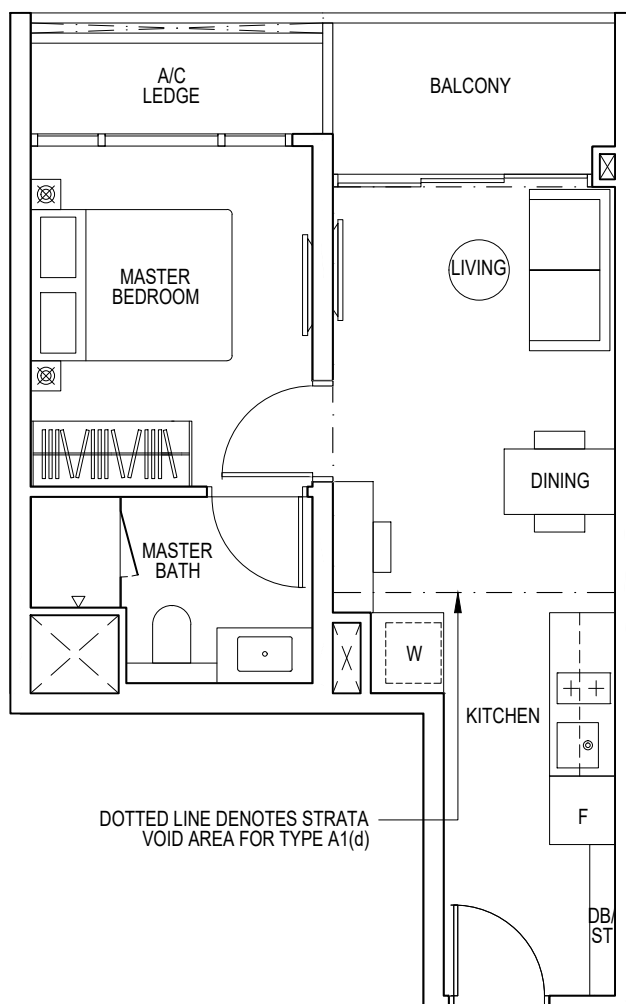 A/C
LEDGE
BALCONY
MASTER
BEDROOM
LIVING
DINING
MASTER
BATH
W
KITCHEN
DOTTED LINE DENOTES STRATA
VOID AREA FOR TYPE A1(d)
F
DB/
ST